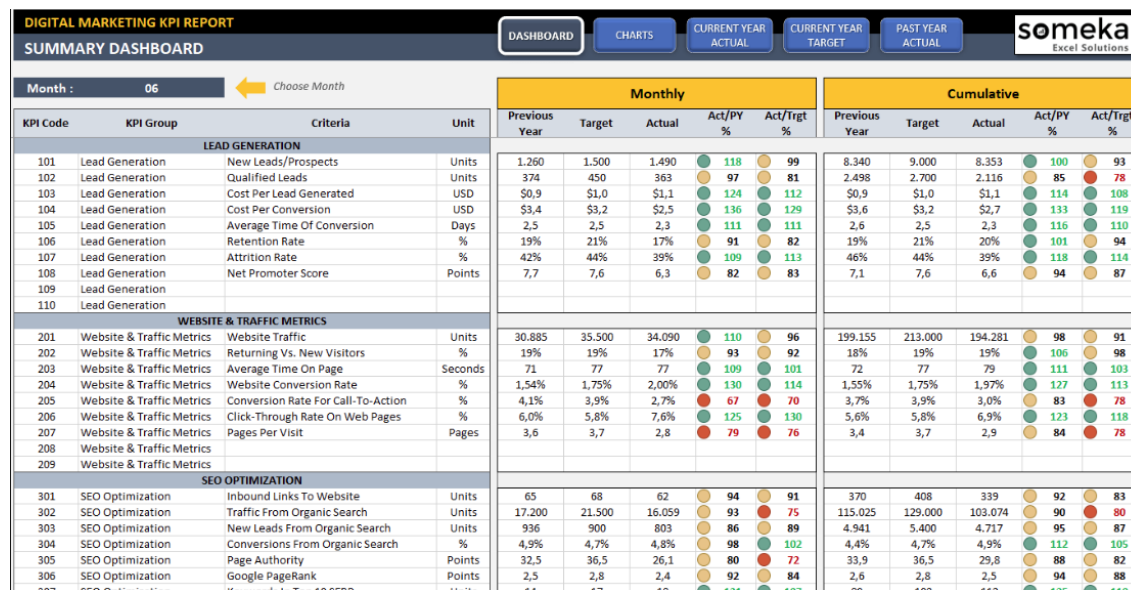 DIGITAL MARKETING KPI REPORT
SUMMARY DASHBOARD
DASHBOARD CHARTS CURRENT YEAR ACTUAL CURRENT YEAR TARGET PAST YEAR ACTUAL
someka
Excel Solutions
Month : 06 Choose Month
Monthly Cumulative
KPI Code KPI Group Criteria Unit Previous Year Target Actual Act/PY % Act/Trgt % Previous Year Target Actual Act/PY % Act/Trgt %
LEAD GENERATION
101 Lead Generation New Leads/Prospects Units 1.260 1.500 1.490 118 99 8.340 9.000 8.353 100 93
102 Lead Generation Qualified Leads Units 374 450 363 97 81 2.498 2.700 2.116 85 78
103 Lead Generation Cost Per Lead Generated USD $0,9 $1,0 $1,1 124 112 $0,9 $1,0 $1,1 114 108
104 Lead Generation Cost Per Conversion USD $3,4 $3,2 $2,5 136 129 $3,6 $3,2 $2,7 133 119
105 Lead Generation Average Time Of Conversion Days 2,5 2,5 2,3 111 111 2,6 2,5 2,3 116 110
106 Lead Generation Retention Rate % 19% 21% 17% 91 82 19% 21% 20% 101 94
107 Lead Generation Attrition Rate % 42% 44% 39% 109 113 46% 44% 39% 118 114
108 Lead Generation Net Promoter Score Points 7,7 7,6 6,3 82 83 7,1 7,6 6,6 94 87
109 Lead Generation
110 Lead Generation
WEBSITE & TRAFFIC METRICS
201 Website & Traffic Metrics Website Traffic Units 30.885 35.500 34.090 110 96 199.155 213.000 194.281 98 91
202 Website & Traffic Metrics Returning Vs. New Visitors % 19% 19% 17% 93 92 18% 19% 19% 106 98
203 Website & Traffic Metrics Average Time On Page Seconds 71 77 77 109 101 72 77 79 111 103
204 Website & Traffic Metrics Website Conversion Rate % 1,54% 1,75% 2,00% 130 114 1,55% 1,75% 1,97% 127 113
205 Website & Traffic Metrics Conversion Rate For Call-To-Action % 4,1% 3,9% 2,7% 67 70 3,7% 3,9% 3,0% 83 78
206 Website & Traffic Metrics Click-Through Rate On Web Pages % 6,0% 5,8% 7,6% 125 130 5,6% 5,8% 6,9% 123 118
207 Website & Traffic Metrics Pages Per Visit Pages 3,6 3,7 2,8 79 76 3,4 3,7 2,9 84 78
208 Website & Traffic Metrics
209 Website & Traffic Metrics
SEO OPTIMIZATION
301 SEO Optimization Inbound Links To Website Units 65 68 62 94 91 370 408 339 92 83
302 SEO Optimization Traffic From Organic Search Units 17.200 21.500 16.059 93 75 115.025 129.000 103.074 90 80
303 SEO Optimization New Leads From Organic Search Units 936 900 803 86 89 4.941 5.400 4.717 95 87
304 SEO Optimization Conversions From Organic Search % 4,9% 4,7% 4,8% 98 102 4,4% 4,7% 4,9% 112 105
305 SEO Optimization Page Authority Points 32,5 36,5 26,1 80 72 33,9 36,5 29,8 88 82
306 SEO Optimization Google PageRank Points 2,5 2,8 2,4 92 84 2,6 2,8 2,5 94 88